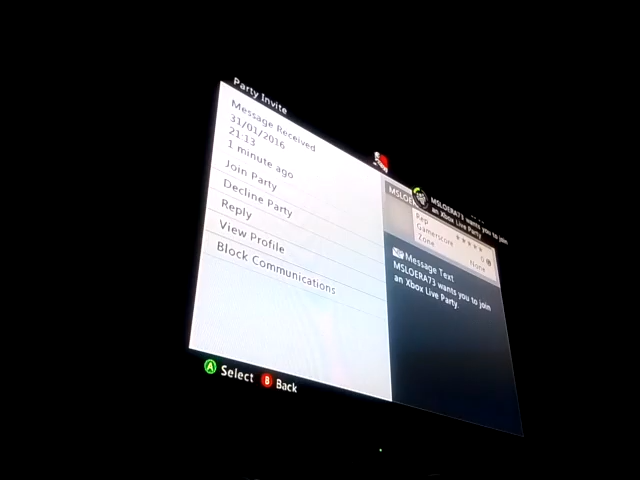 Party Invite
Message Received
31/01/2016
21:13
1 minute ago
Join Party
Decline Party
Reply
View Profile
Block Communications
MSLOERA73 wants you to join
an Xbox Live Party
Rep
Gamerscore 0
Zone None
Message Text
MSLOERA73 wants you to join
an Xbox Live Party.
A Select B Back